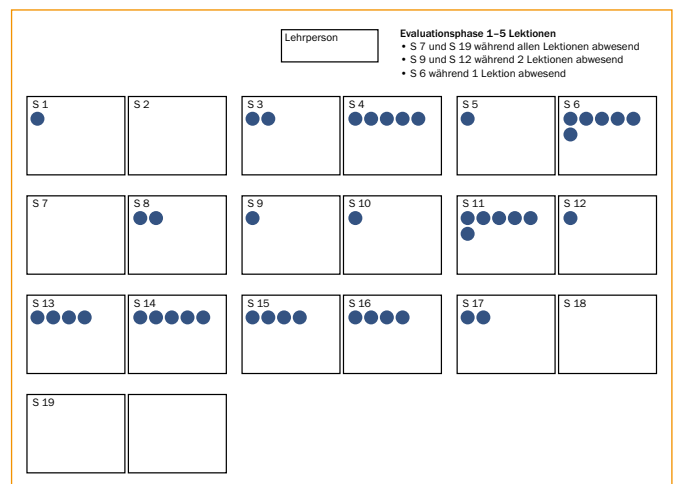 Lehrperson
Evaluationsphase 1–5 Lektionen
• S 7 und S 19 während allen Lektionen abwesend
• S 9 und S 12 während 2 Lektionen abwesend
• S 6 während 1 Lektion abwesend
S 1 S 2 S 3 S 4 S 5 S 6
S 7 S 8 S 9 S 10 S 11 S 12
S 13 S 14 S 15 S 16 S 17 S 18
S 19